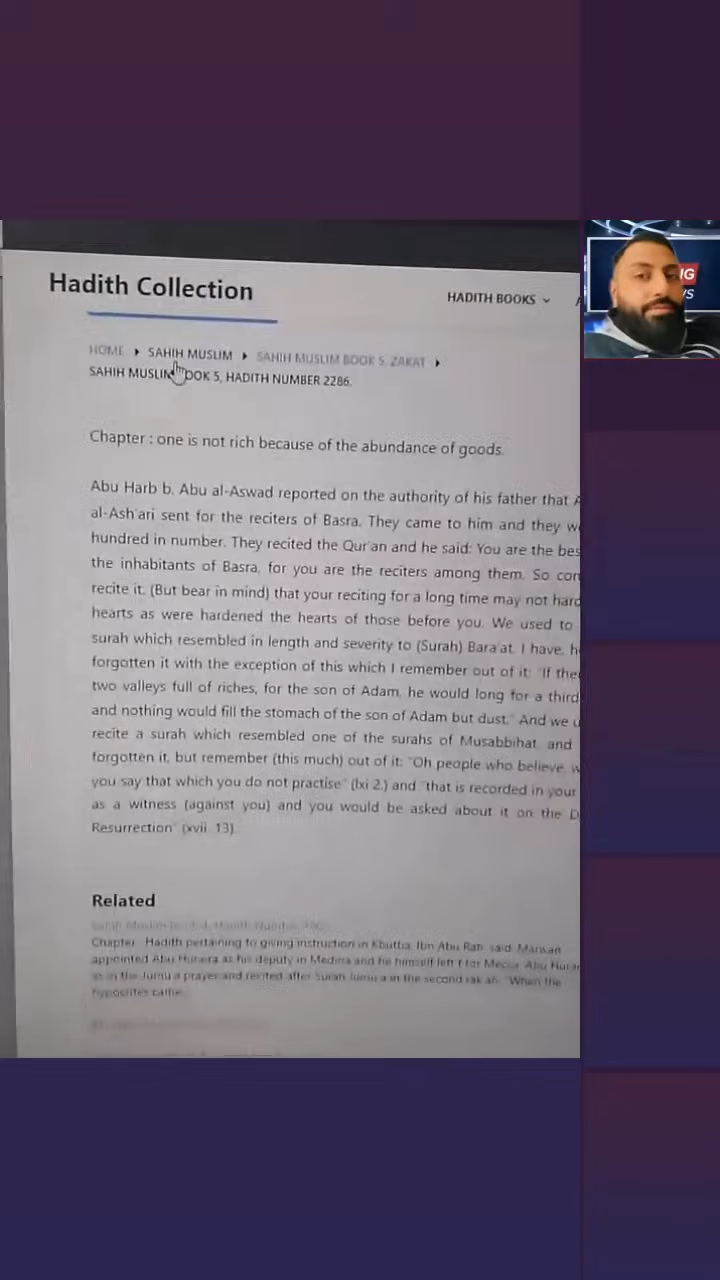 Hadith Collection
HADITH BOOKS
HOME ▸ SAHIH MUSLIM ▸ SAHIH MUSLIM BOOK 5. ZAKAT ▸
SAHIH MUSLIM OOK 5, HADITH NUMBER 2286.
Chapter : one is not rich because of the abundance of goods.
Abu Harb b. Abu al-Aswad reported on the authority of his father that A
al-Ash'ari sent for the reciters of Basra. They came to him and they w
hundred in number. They recited the Qur'an and he said: You are the bes
the inhabitants of Basra, for you are the reciters among them. So con
recite it. (But bear in mind) that your reciting for a long time may not hard
hearts as were hardened the hearts of those before you. We used to
surah which resembled in length and severity to (Surah) Bara'at. I have, h
forgotten it with the exception of this which I remember out of it: "If the
two valleys full of riches, for the son of Adam, he would long for a third
and nothing would fill the stomach of the son of Adam but dust." And we u
recite a surah which resembled one of the surahs of Musabbihat, and
forgotten it, but remember (this much) out of it: "Oh people who believe, w
you say that which you do not practise" (lxi 2.) and "that is recorded in your
as a witness (against you) and you would be asked about it on the D
Resurrection" (xvii. 13).
Related
Chapter : Hadith pertaining to giving instruction in Khutba. Ibn Abu Rafi' said: Marwan
appointed Abu Huraira as his deputy in Medina and he himself left for Mecca. Abu Hurai
us in the Jumu'a prayer and recited after Surah Jumu'a in the second rak'ah: "When the
hypocrites came
IG
VS